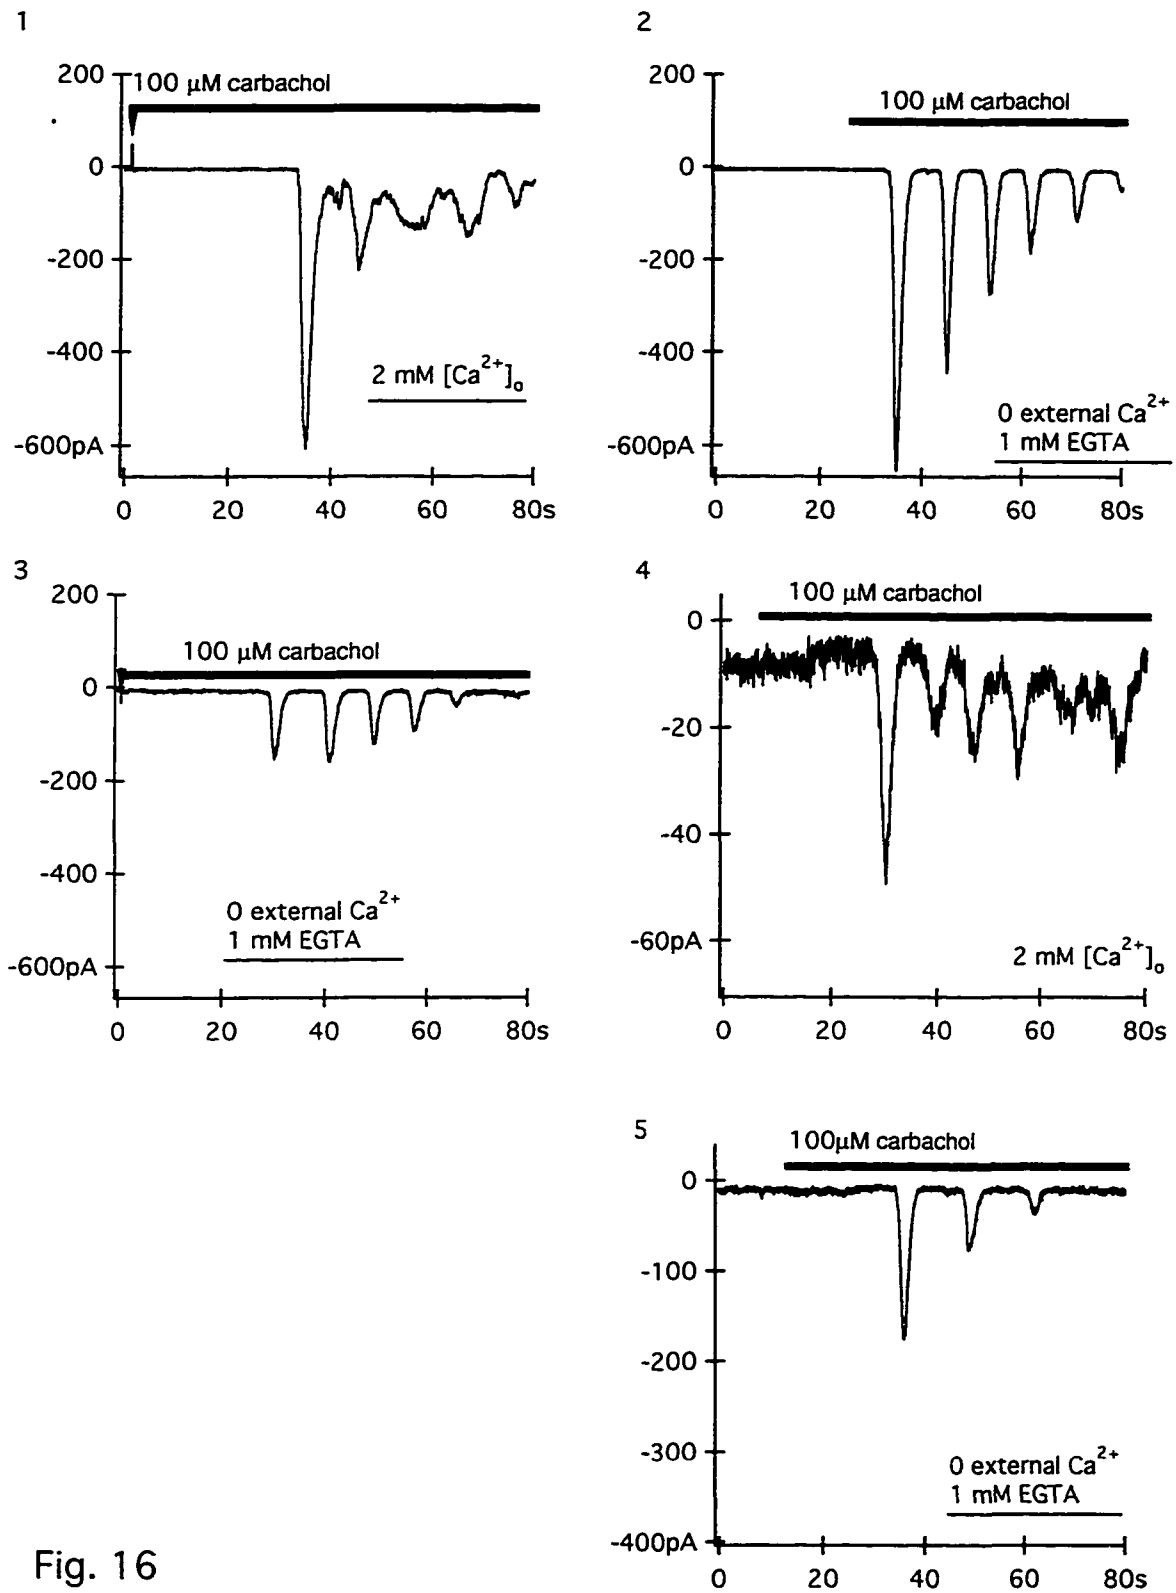 1
200
100 μM carbachol
0
-200
-400
2 mM [Ca²⁺]ₒ
-600pA
0 20 40 60 80s
2
200
100 μM carbachol
0
-200
-400
0 external Ca²⁺
-600pA
1 mM EGTA
0 20 40 60 80s
3
200
100 μM carbachol
0
-200
-400
0 external Ca²⁺
1 mM EGTA
-600pA
0 20 40 60 80s
4
100 μM carbachol
0
-20
-40
-60pA
2 mM [Ca²⁺]ₒ
0 20 40 60 80s
5
100μM carbachol
0
-100
-200
-300
0 external Ca²⁺
1 mM EGTA
-400pA
0 20 40 60 80s
Fig. 16